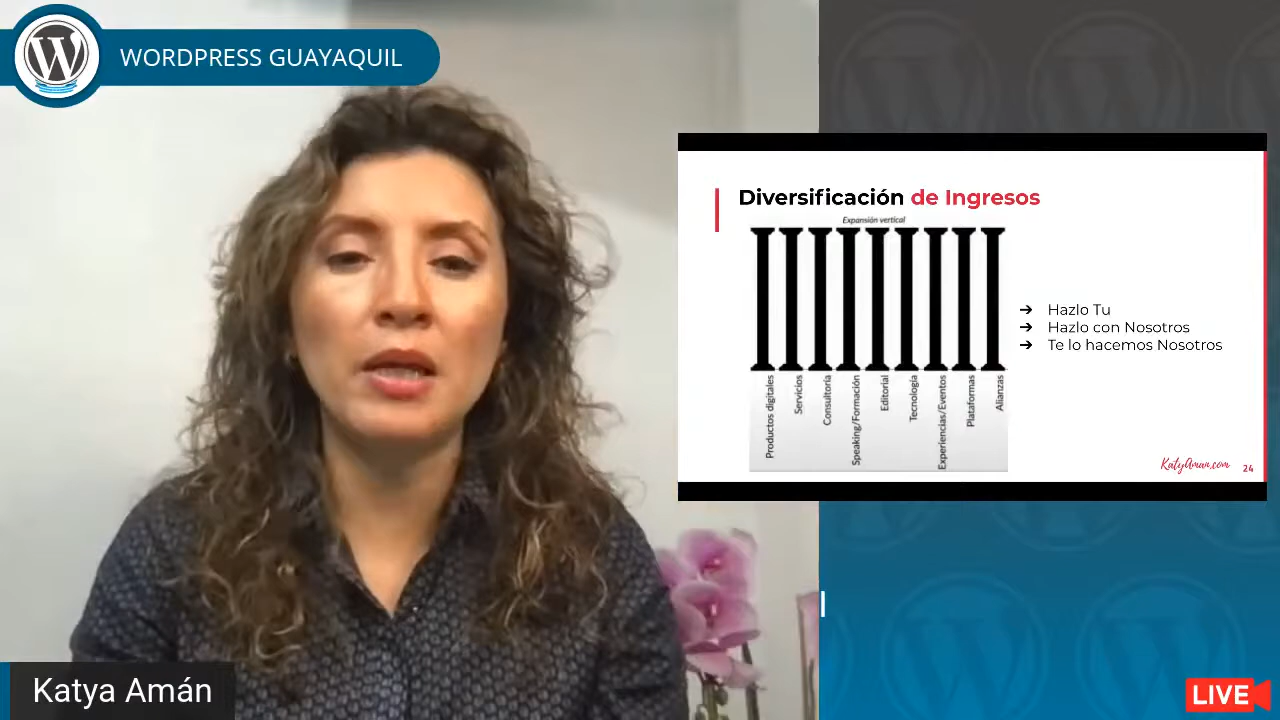 WORDPRESS GUAYAQUIL
Diversificación de Ingresos
Expansión vertical
Productos digitales
Servicios
Consultoría
Speaking/Formación
Editorial
Tecnología
Experiencias/Eventos
Plataformas
Alianzas
➔ Hazlo Tu
➔ Hazlo con Nosotros
➔ Te lo hacemos Nosotros
KatyAman.com
24
Katya Amán
LIVE